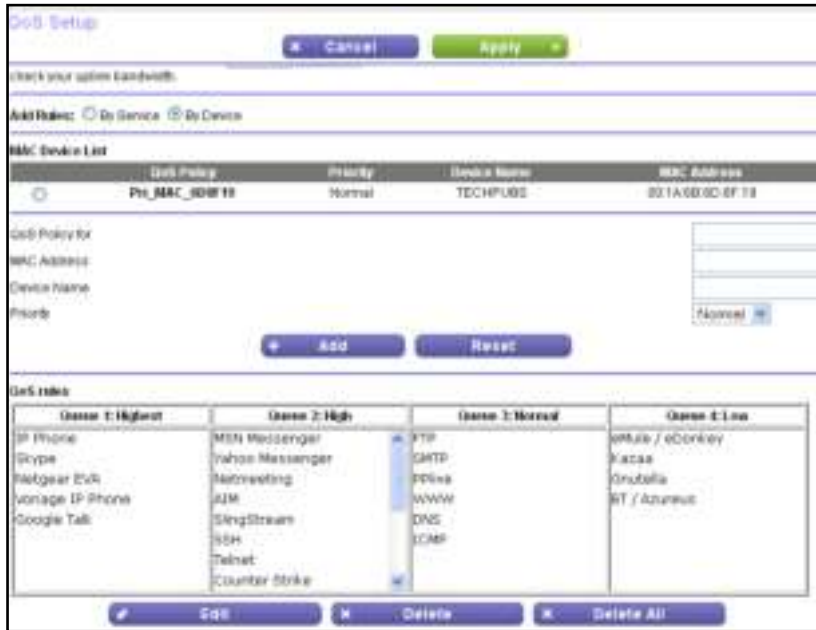 QoS Setup
Cancel Apply
check your uplink bandwidth.
Add Rules: By Service By Device
MAC Device List
QoS Policy Priority Device Name MAC Address
Pri_MAC_6D8F19 Normal TECHPUBS
QoS Policy for
MAC Address
Device Name
Priority Normal
Add Reset
QoS rules
Queue 1:Highest Queue 2:High Queue 3:Normal Queue 4:Low
IP Phone MSN Messenger FTP eMule / eDonkey
Skype Yahoo Messenger SMTP Kazaa
Netgear EVA Netmeeting PPlive Gnutella
Vonage IP Phone AIM WWW BT / Azureus
Google Talk SlingStream DNS
SSH ICMP
Telnet
Counter Strike
Edit Delete Delete All